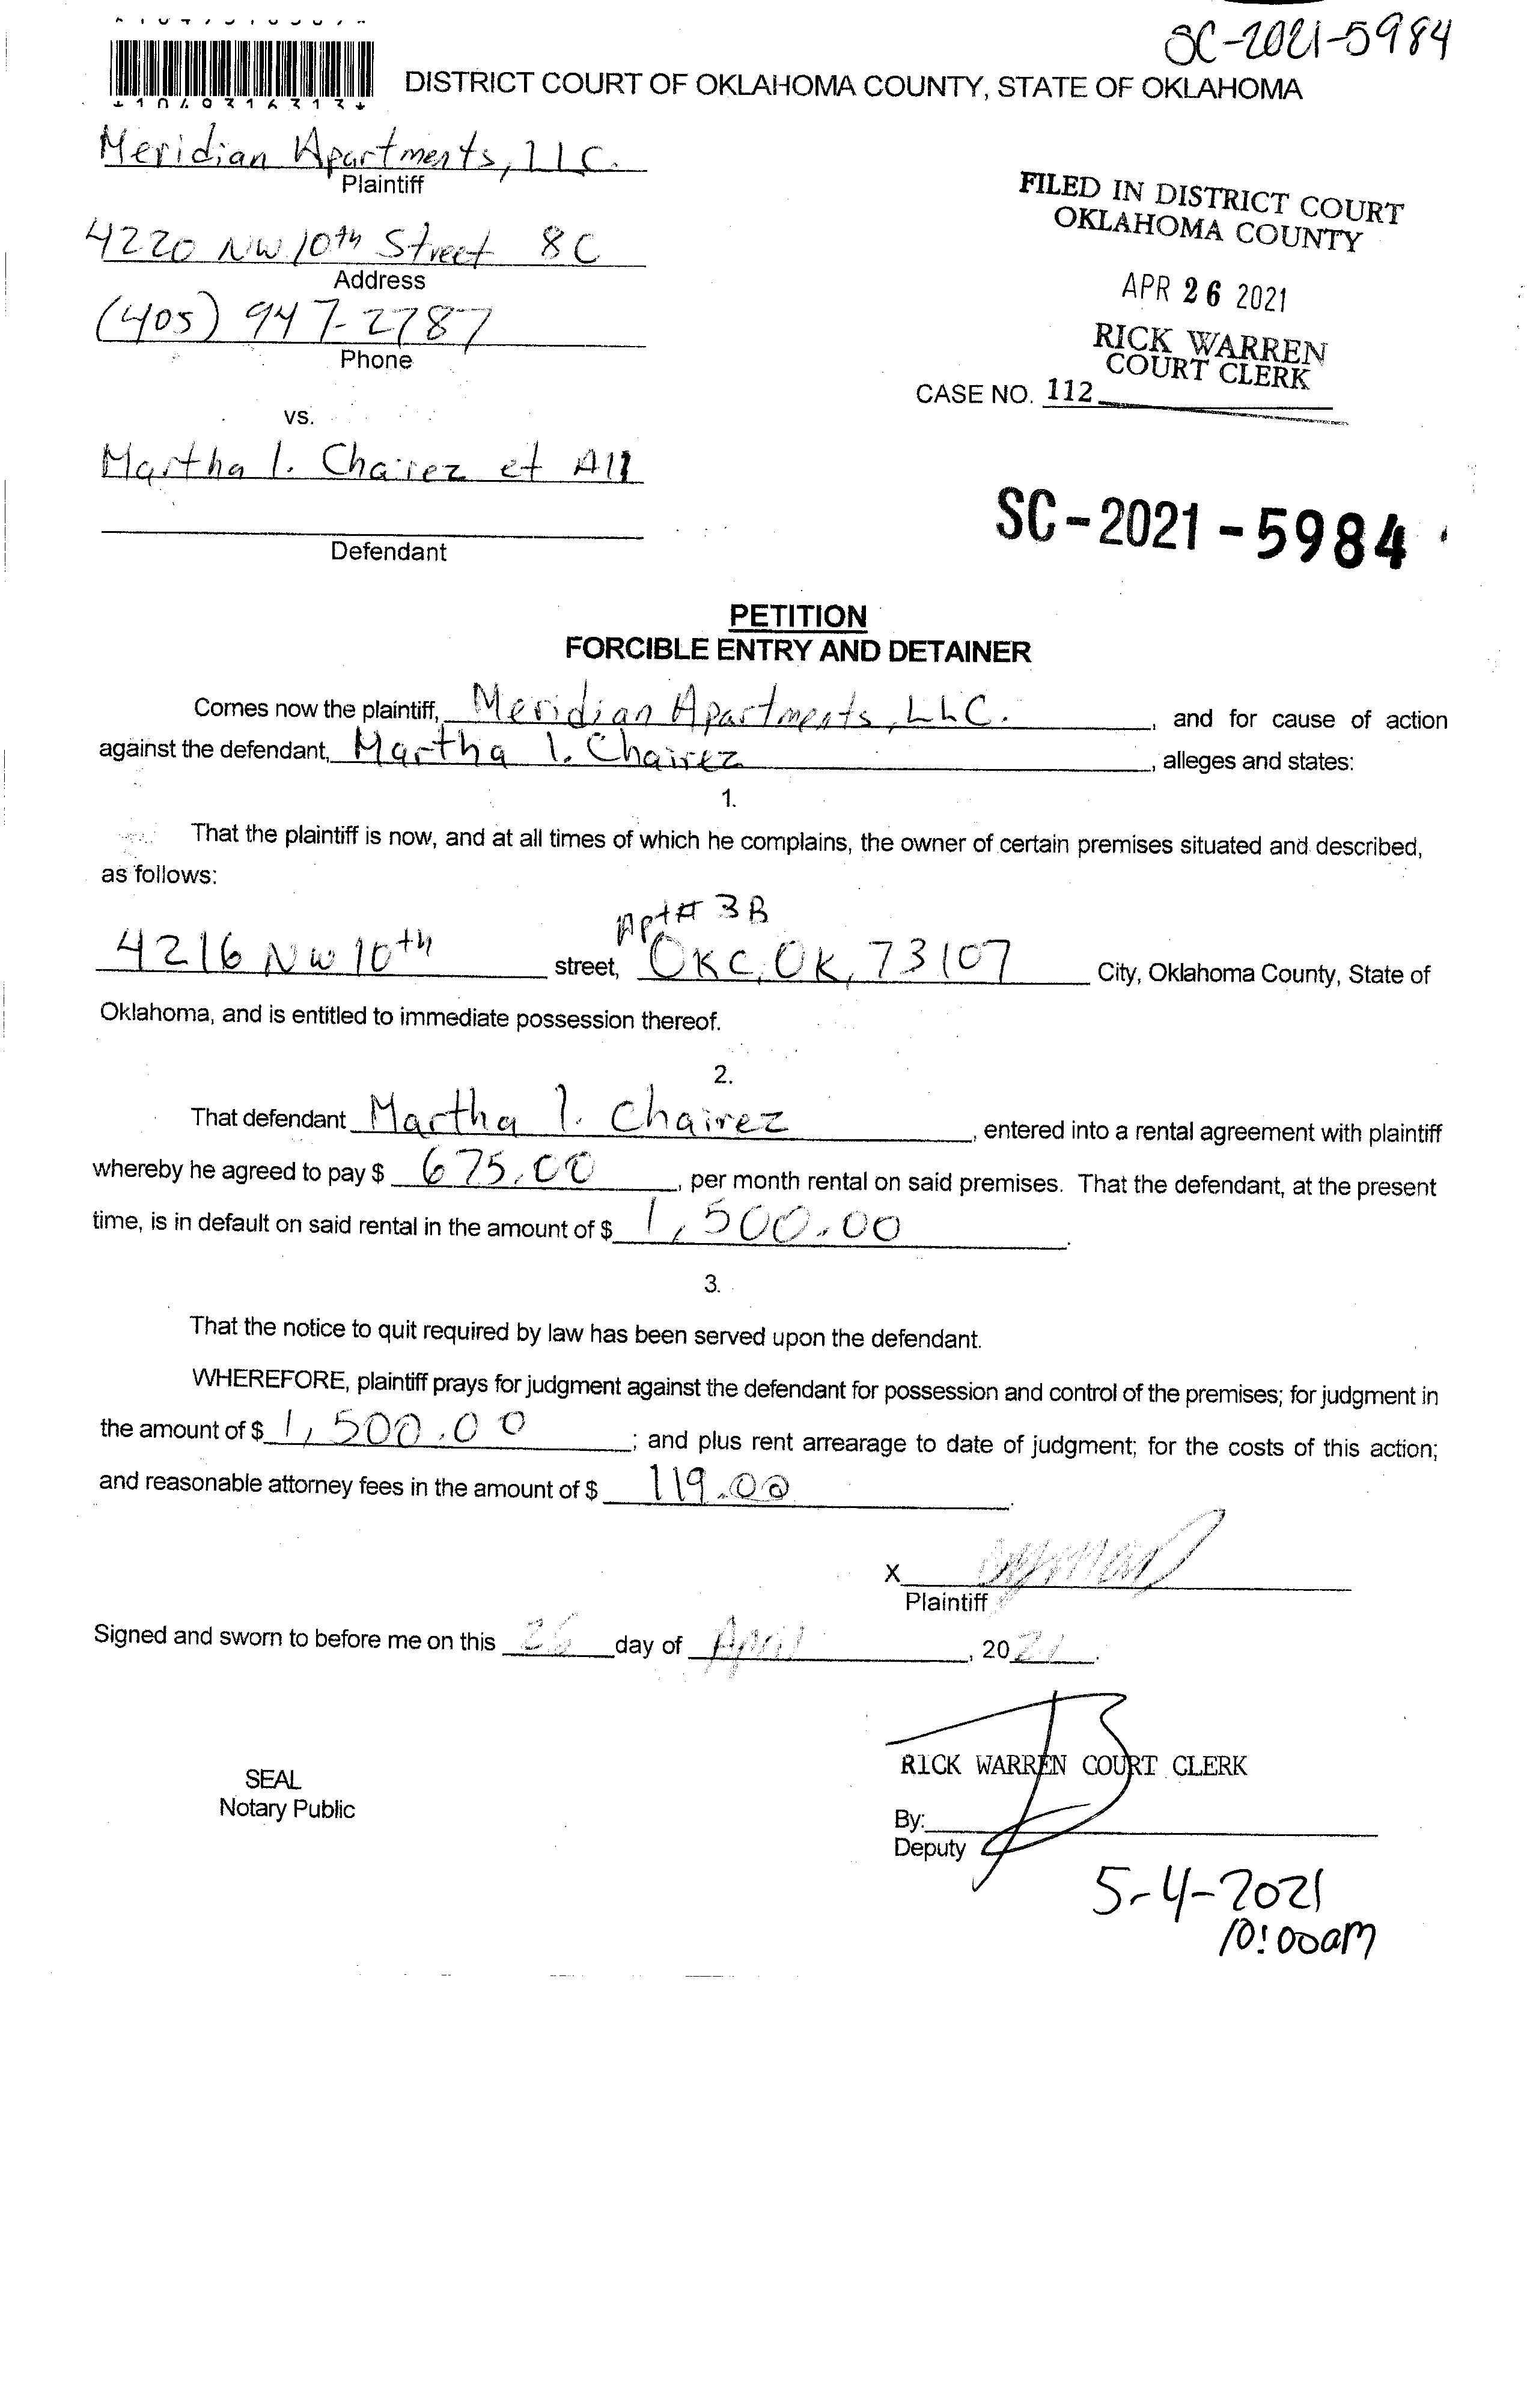 SC-2021-5984
DISTRICT COURT OF OKLAHOMA COUNTY, STATE OF OKLAHOMA
Meridian Apartments, LLC.
Plaintiff
4220 NW 10th Street 8C
Address
(405) 947-2787
Phone
FILED IN DISTRICT COURT
OKLAHOMA COUNTY
APR 26 2021
RICK WARREN
COURT CLERK
CASE NO. 112
vs.
Martha I. Chairez et All
Defendant
SC-2021-5984
PETITION
FORCIBLE ENTRY AND DETAINER
Comes now the plaintiff, Meridian Apartments, LLC. , and for cause of action
against the defendant, Martha I. Chairez , alleges and states:
1.
That the plaintiff is now, and at all times of which he complains, the owner of certain premises situated and described,
as follows:
Apt# 3B
4216 NW 10th street, OKC, OK, 73107 City, Oklahoma County, State of
Oklahoma, and is entitled to immediate possession thereof.
2.
That defendant Martha I. Chairez , entered into a rental agreement with plaintiff
whereby he agreed to pay $ 675.00 , per month rental on said premises. That the defendant, at the present
time, is in default on said rental in the amount of $ 1,500.00 .
3.
That the notice to quit required by law has been served upon the defendant.
WHEREFORE, plaintiff prays for judgment against the defendant for possession and control of the premises; for judgment in
the amount of $ 1,500.00 ; and plus rent arrearage to date of judgment; for the costs of this action;
and reasonable attorney fees in the amount of $ 119.00 .
X
Plaintiff
Signed and sworn to before me on this 26 day of April , 2021 .
RICK WARREN COURT CLERK
SEAL
Notary Public
By:
Deputy
5-4-2021
10:00am